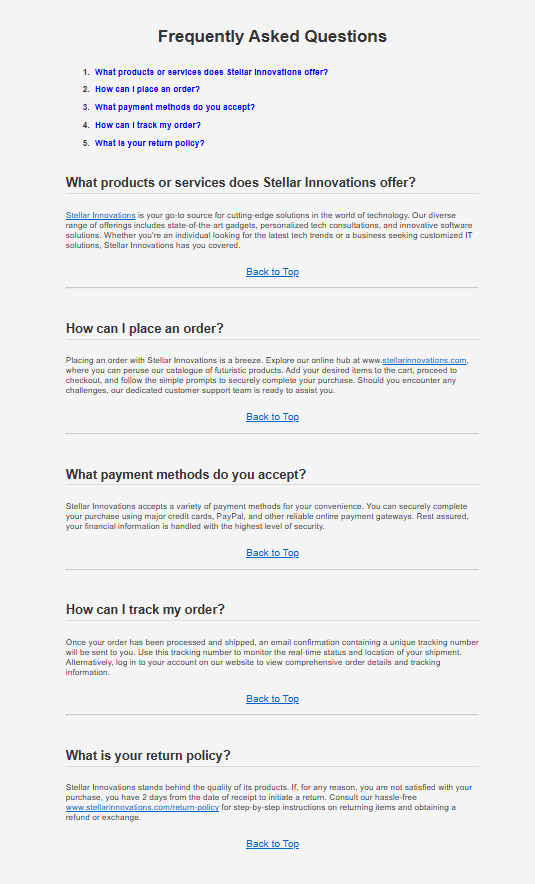 Frequently Asked Questions
1. What products or services does Stellar Innovations offer?
2. How can I place an order?
3. What payment methods do you accept?
4. How can I track my order?
5. What is your return policy?
What products or services does Stellar Innovations offer?
Stellar Innovations is your go-to source for cutting-edge solutions in the world of technology. Our diverse
range of offerings includes state-of-the-art gadgets, personalized tech consultations, and innovative software
solutions. Whether you're an individual looking for the latest tech trends or a business seeking customized IT
solutions, Stellar Innovations has you covered.
Back to Top
How can I place an order?
Placing an order with Stellar Innovations is a breeze. Explore our online hub at www.stellarinnovations.com,
where you can peruse our catalogue of futuristic products. Add your desired items to the cart, proceed to
checkout, and follow the simple prompts to securely complete your purchase. Should you encounter any
challenges, our dedicated customer support team is ready to assist you.
Back to Top
What payment methods do you accept?
Stellar Innovations accepts a variety of payment methods for your convenience. You can securely complete
your purchase using major credit cards, PayPal, and other reliable online payment gateways. Rest assured,
your financial information is handled with the highest level of security.
Back to Top
How can I track my order?
Once your order has been processed and shipped, an email confirmation containing a unique tracking number
will be sent to you. Use this tracking number to monitor the real-time status and location of your shipment.
Alternatively, log in to your account on our website to view comprehensive order details and tracking
information.
Back to Top
What is your return policy?
Stellar Innovations stands behind the quality of its products. If, for any reason, you are not satisfied with your
purchase, you have 2 days from the date of receipt to initiate a return. Consult our hassle-free
www.stellarinnovations.com/return-policy for step-by-step instructions on returning items and obtaining a
refund or exchange.
Back to Top